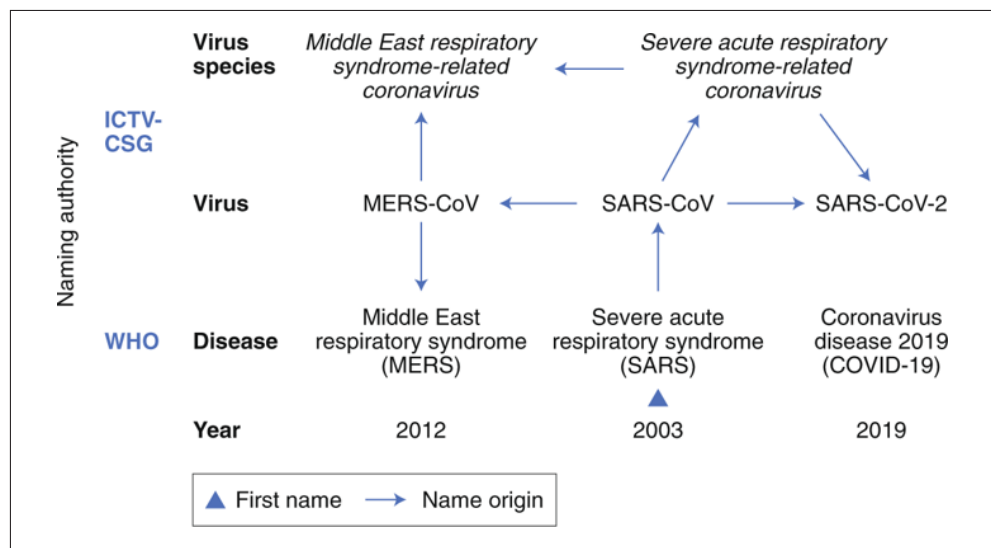 Virus species
Middle East respiratory syndrome-related coronavirus
Severe acute respiratory syndrome-related coronavirus
Naming authority
ICTV-CSG
Virus
MERS-CoV
SARS-CoV
SARS-CoV-2
WHO
Disease
Middle East respiratory syndrome (MERS)
Severe acute respiratory syndrome (SARS)
Coronavirus disease 2019 (COVID-19)
Year
2012
2003
2019
First name
Name origin